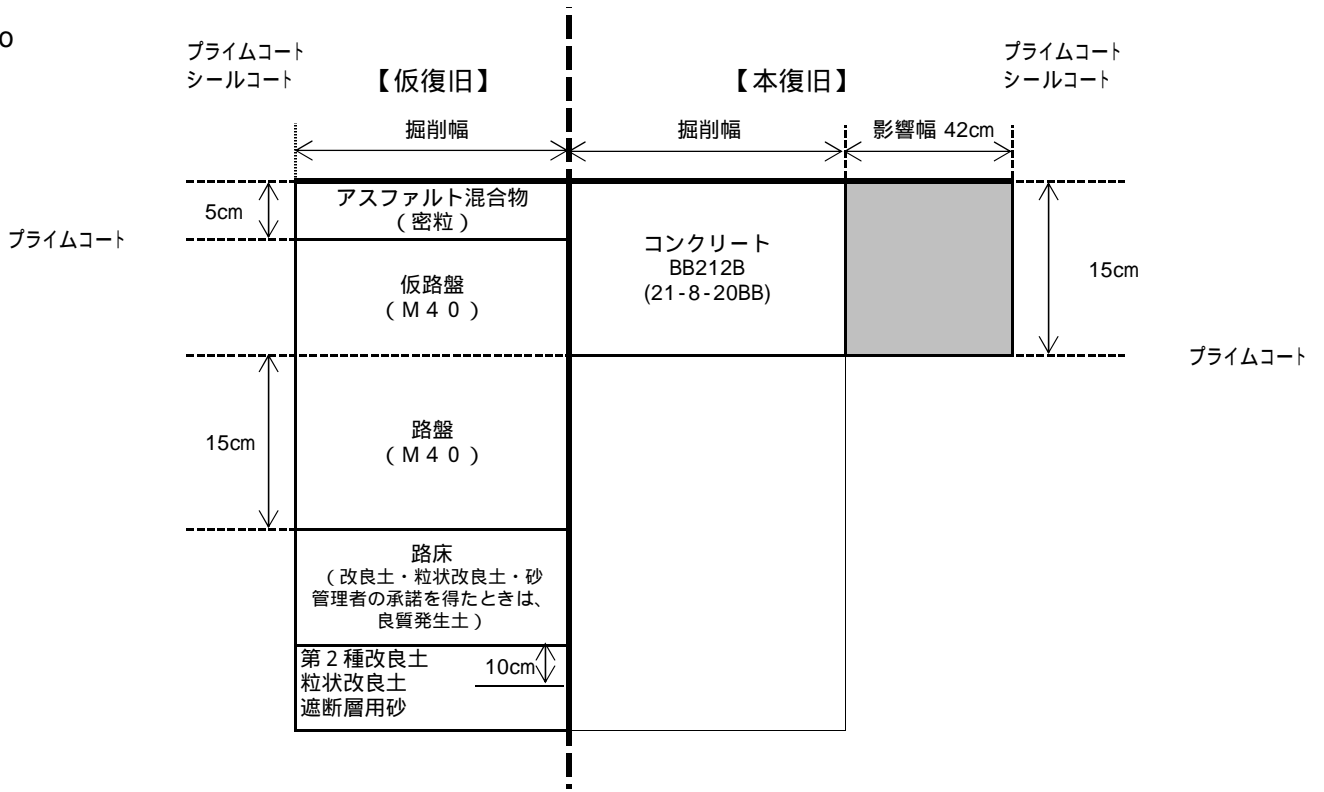 o
プライムコート
シールコート
【仮復旧】
【本復旧】
プライムコート
シールコート
掘削幅
掘削幅
影響幅 42cm
5cm
アスファルト混合物
(密粒)
プライムコート
仮路盤
(M40)
コンクリート
BB212B
(21-8-20BB)
15cm
プライムコート
15cm
路盤
(M40)
路床
(改良土・粒状改良土・砂
管理者の承諾を得たときは、
良質発生土)
第2種改良土
粒状改良土
遮断層用砂
10cm